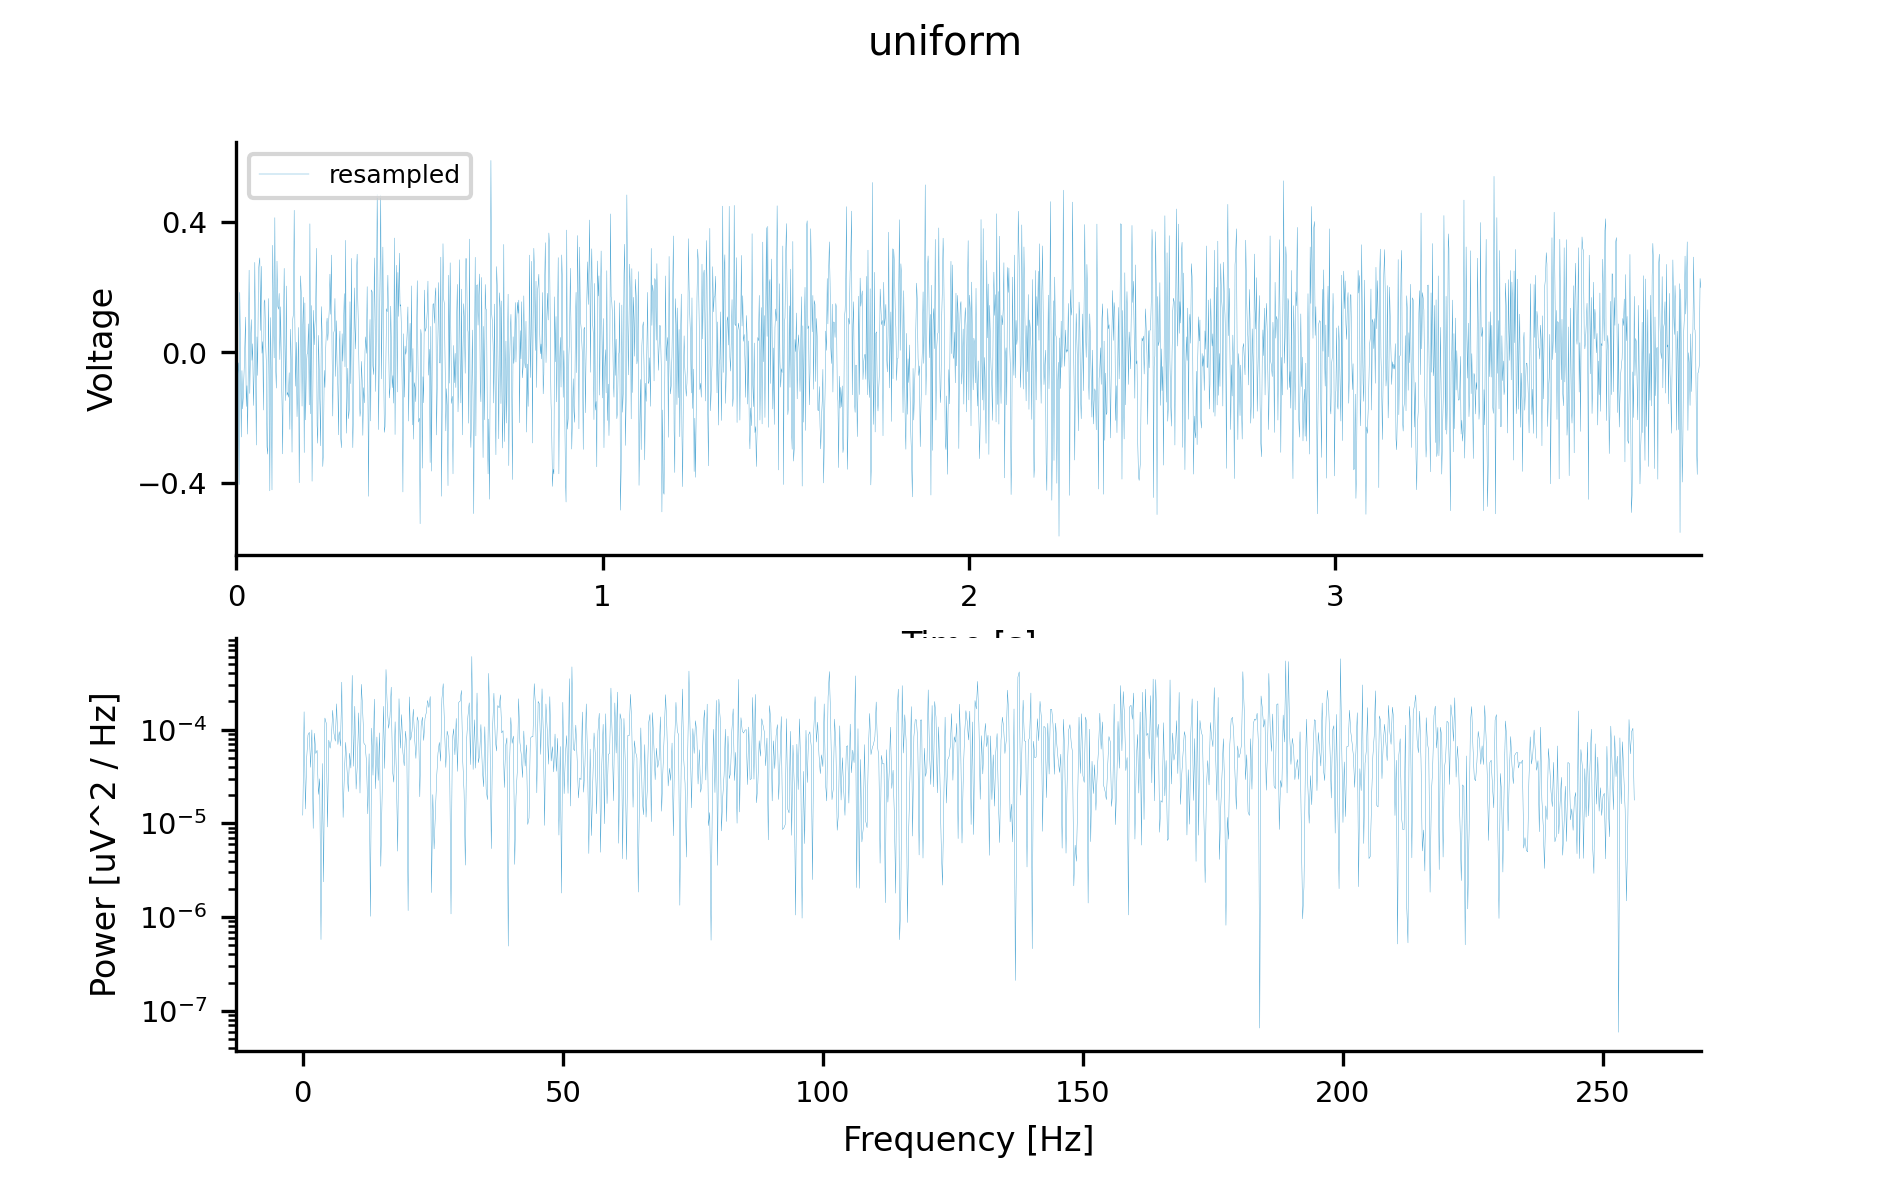 uniform
resampled
Voltage
0.4
0.0
−0.4
0 1 2 3
Time [s]
Power [uV^2 / Hz]
10⁻⁴
10⁻⁵
10⁻⁶
10⁻⁷
0 50 100 150 200 250
Frequency [Hz]